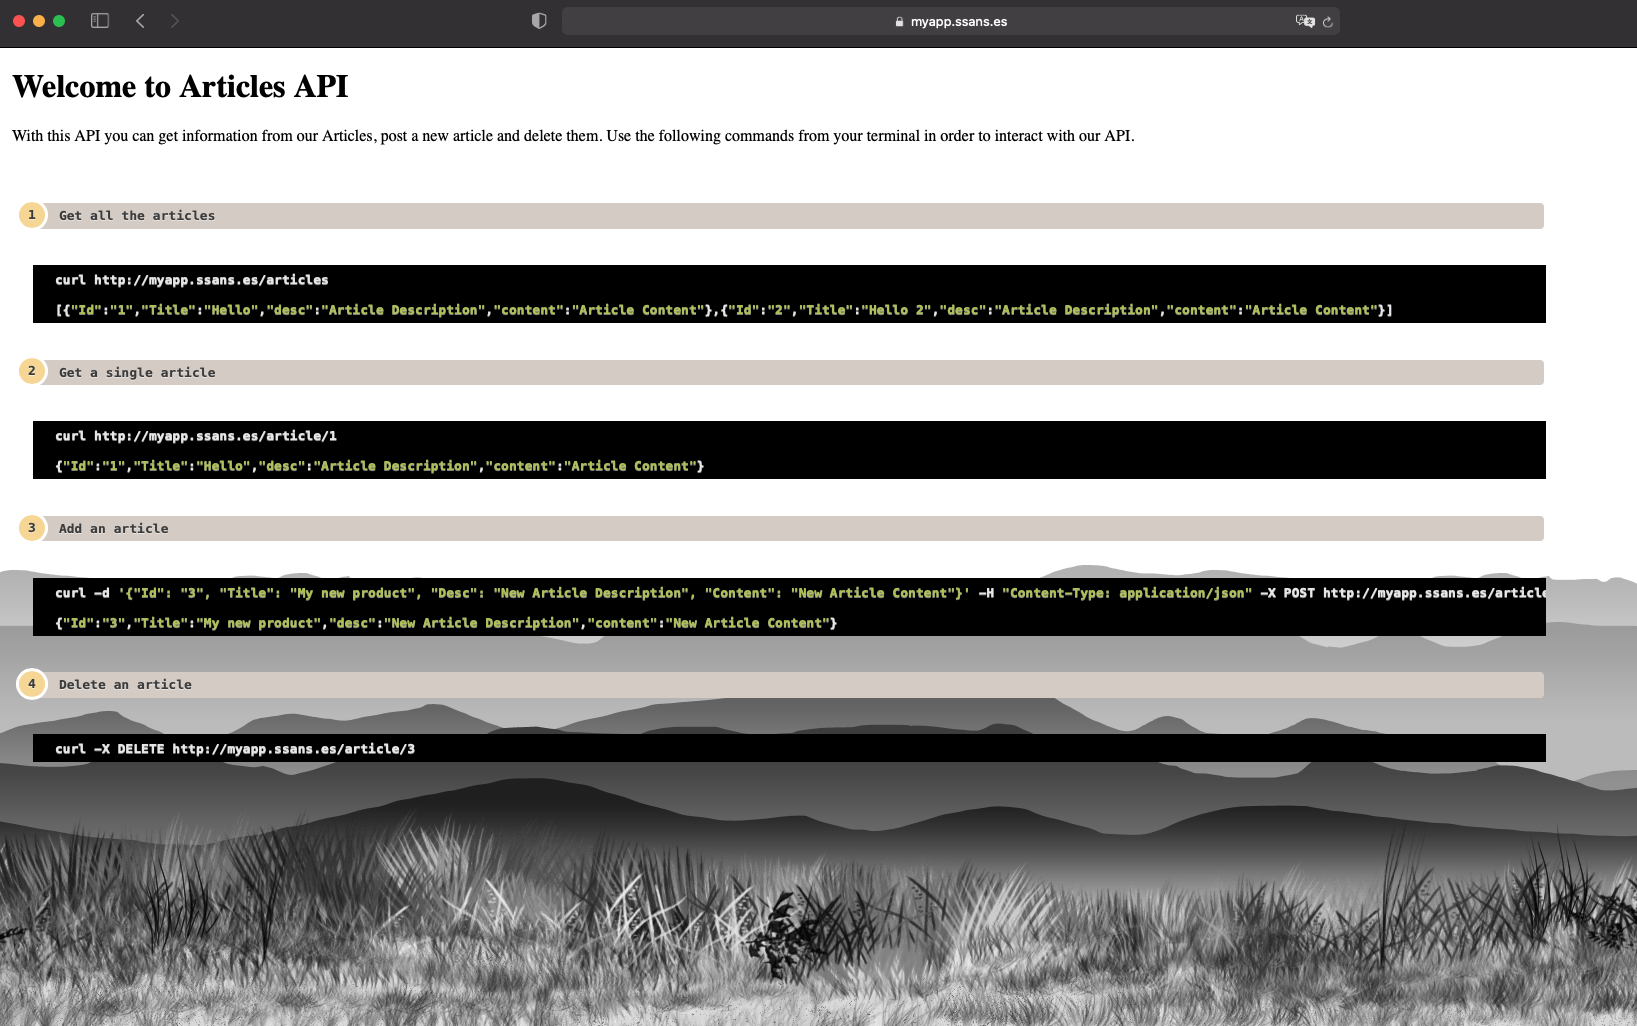 myapp.ssans.es
Welcome to Articles API
With this API you can get information from our Articles, post a new article and delete them. Use the following commands from your terminal in order to interact with our API.
1 Get all the articles
curl http://myapp.ssans.es/articles
[{"Id":"1","Title":"Hello","desc":"Article Description","content":"Article Content"},{"Id":"2","Title":"Hello 2","desc":"Article Description","content":"Article Content"}]
2 Get a single article
curl http://myapp.ssans.es/article/1
{"Id":"1","Title":"Hello","desc":"Article Description","content":"Article Content"}
3 Add an article
curl -d '{"Id": "3", "Title": "My new product", "Desc": "New Article Description", "Content": "New Article Content"}' -H "Content-Type: application/json" -X POST http://myapp.ssans.es/article
{"Id":"3","Title":"My new product","desc":"New Article Description","content":"New Article Content"}
4 Delete an article
curl -X DELETE http://myapp.ssans.es/article/3